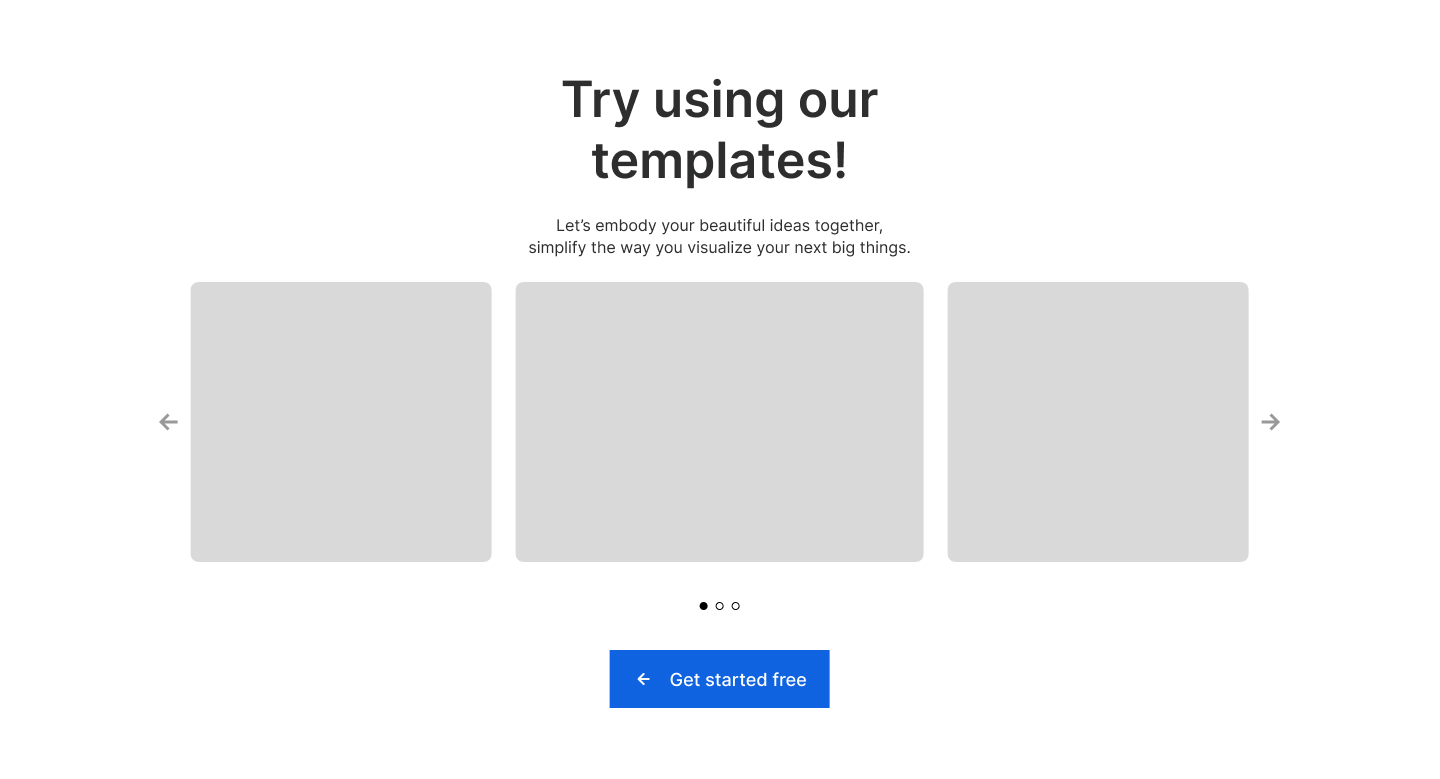 Try using our
templates!
Let’s embody your beautiful ideas together,
simplify the way you visualize your next big things.
Get started free